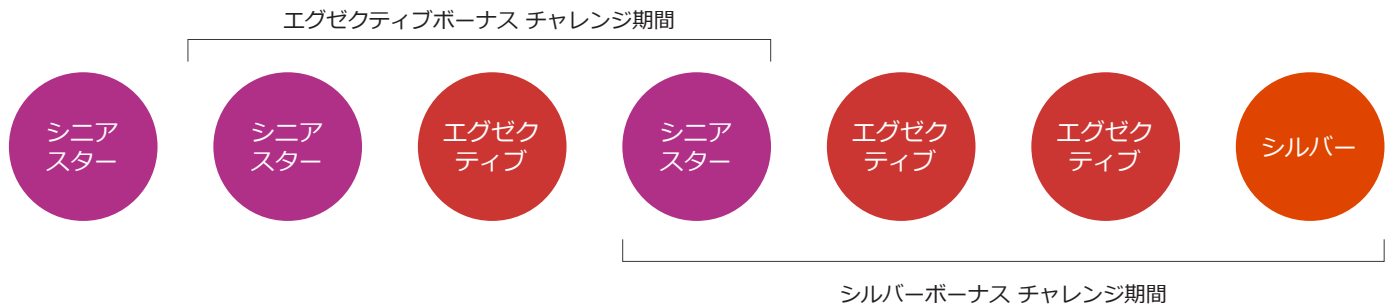 エグゼクティブボーナス チャレンジ期間
シニア
スター
シニア
スター
エグゼク
ティブ
シニア
スター
エグゼク
ティブ
エグゼク
ティブ
シルバー
シルバーボーナス チャレンジ期間